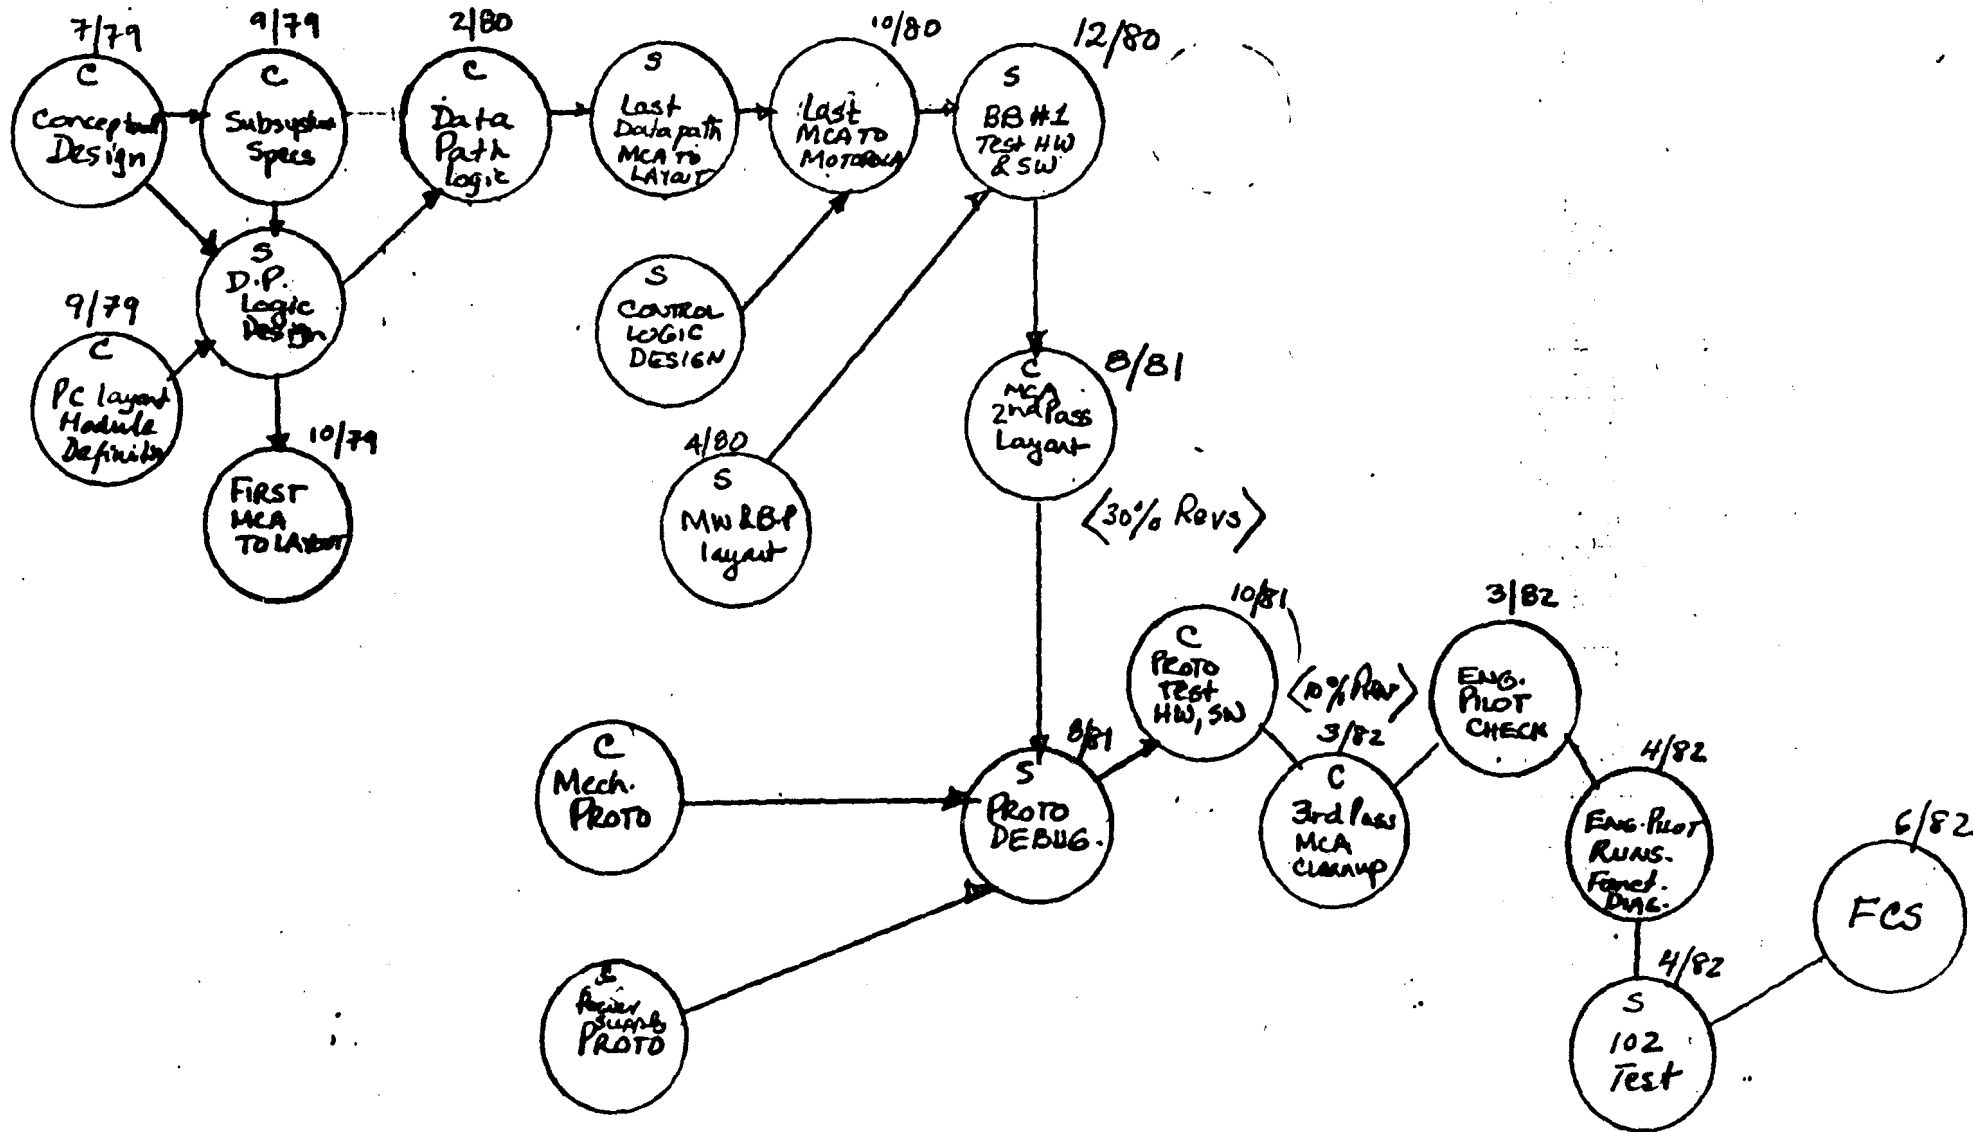 7/79
C
Conceptual
Design
9/79
C
Subsystem
Specs
2/80
C
Data
Path
Logic
S
Last
Datapath
MCA TO
LAYOUT
10/80
Last
MCA TO
MOTOROLA
12/80
S
BB#1
Test HW
& SW
S
D.P.
Logic
Design
9/79
C
PC layout
Module
Definition
10/79
FIRST
MCA
TO LAYOUT
S
CONTROL
LOGIC
DESIGN
4/80
S
MW & BP
layout
8/81
C
MCA
2nd Pass
Layout
<30% Revs>
C
Mech.
PROTO
Power
Supply
PROTO
8/81
S
PROTO
DEBUG.
10/81
C
PROTO
Test
HW, SW
<10% Rev>
3/82
C
3rd Pass
MCA
Cleanup
3/82
ENG.
PILOT
CHECK
4/82
ENG. PILOT
RUNS.
Funct.
DIAG.
4/82
S
102
Test
6/82
FCS